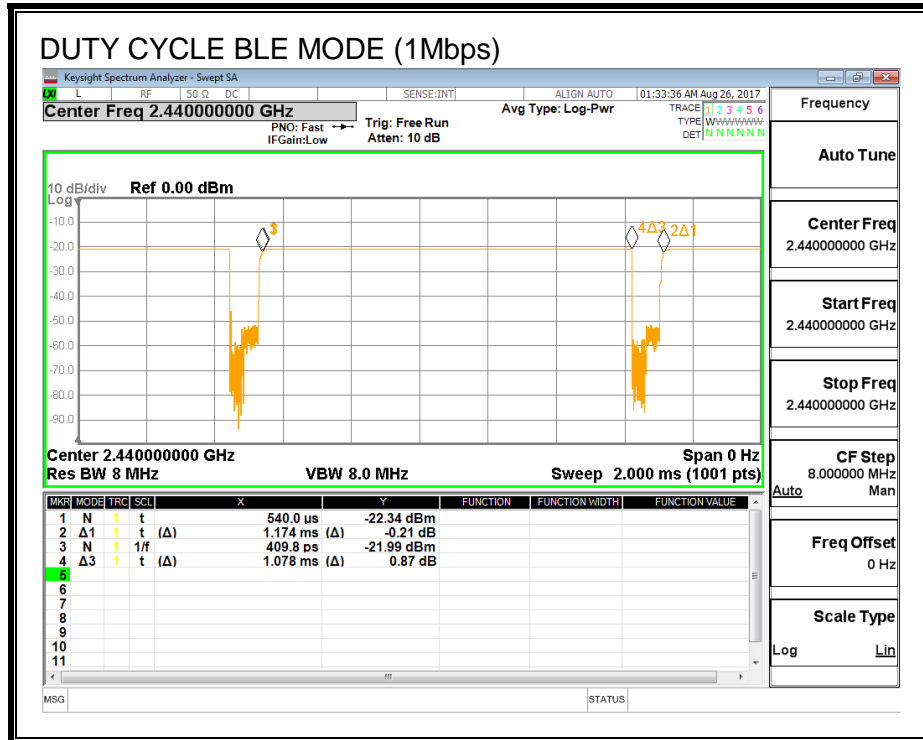 DUTY CYCLE BLE MODE (1Mbps)
Keysight Spectrum Analyzer - Swept SA
LXI L RF 50 Ω DC SENSE:INT ALIGN AUTO 01:33:36 AM Aug 26, 2017
Center Freq 2.440000000 GHz
PNO: Fast
IFGain:Low
Trig: Free Run
Atten: 10 dB
Avg Type: Log-Pwr
TRACE 1 2 3 4 5 6
TYPE WWWWWW
DET N N N N N N
10 dB/div Ref 0.00 dBm
Log
-10.0
-20.0
-30.0
-40.0
-50.0
-60.0
-70.0
-80.0
-90.0
3
4Δ3 2Δ1
Center 2.440000000 GHz Span 0 Hz
Res BW 8 MHz VBW 8.0 MHz Sweep 2.000 ms (1001 pts)
MKR MODE TRC SCL X Y FUNCTION FUNCTION WIDTH FUNCTION VALUE
1 N 1 t 540.0 µs -22.34 dBm
2 Δ1 1 t (Δ) 1.174 ms (Δ) -0.21 dB
3 N 1 1/f 409.8 ps -21.99 dBm
4 Δ3 1 t (Δ) 1.078 ms (Δ) 0.87 dB
5
6
7
8
9
10
11
MSG STATUS
Frequency
Auto Tune
Center Freq
2.440000000 GHz
Start Freq
2.440000000 GHz
Stop Freq
2.440000000 GHz
CF Step
8.000000 MHz
Auto Man
Freq Offset
0 Hz
Scale Type
Log Lin